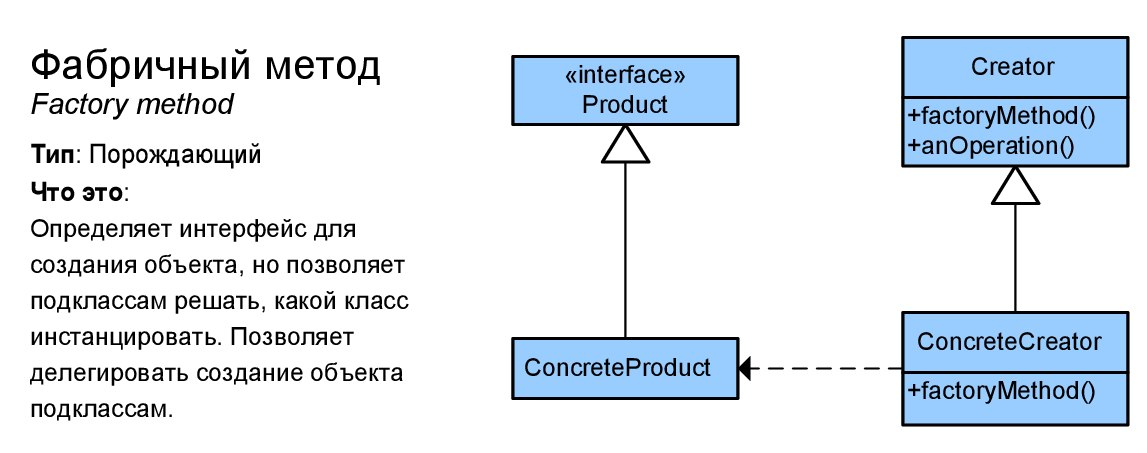 Фабричный метод
Factory method
Тип: Порождающий
Что это:
Определяет интерфейс для
создания объекта, но позволяет
подклассам решать, какой класс
инстанцировать. Позволяет
делегировать создание объекта
подклассам.
«interface»
Product
ConcreteProduct
Creator
+factoryMethod()
+anOperation()
ConcreteCreator
+factoryMethod()